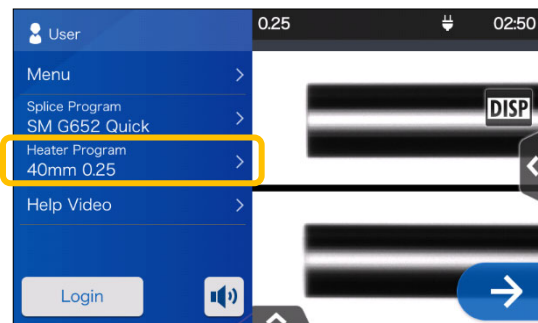 User
0.25
02:50
Menu
Splice Program
SM G652 Quick
DISP
Heater Program
40mm 0.25
Help Video
Login